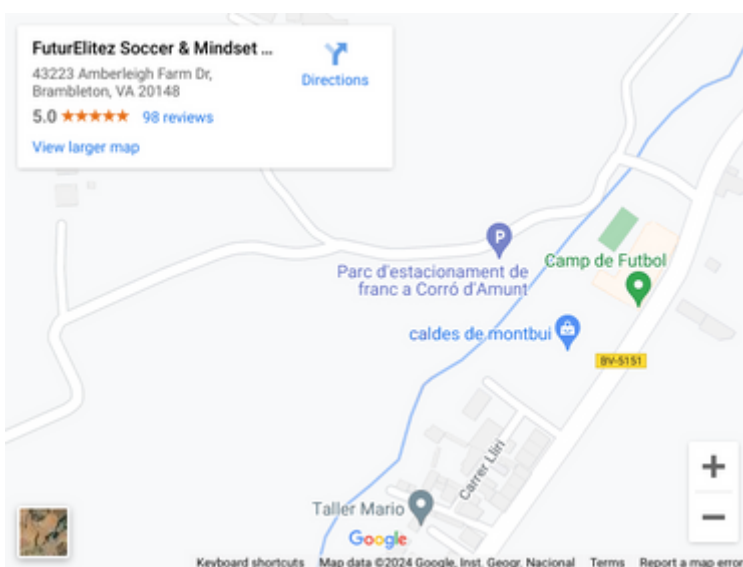 FuturElitez Soccer & Mindset ...
43223 Amberleigh Farm Dr,
Brambleton, VA 20148
5.0
98 reviews
View larger map
Directions
P
Parc d'estacionament de
franc a Corró d'Amunt
Camp de Futbol
caldes de montbui
BV-5151
Carrer Lliri
Taller Mario
Google
Keyboard shortcuts
Map data ©2024 Google, Inst. Geogr. Nacional
Terms
Report a map error